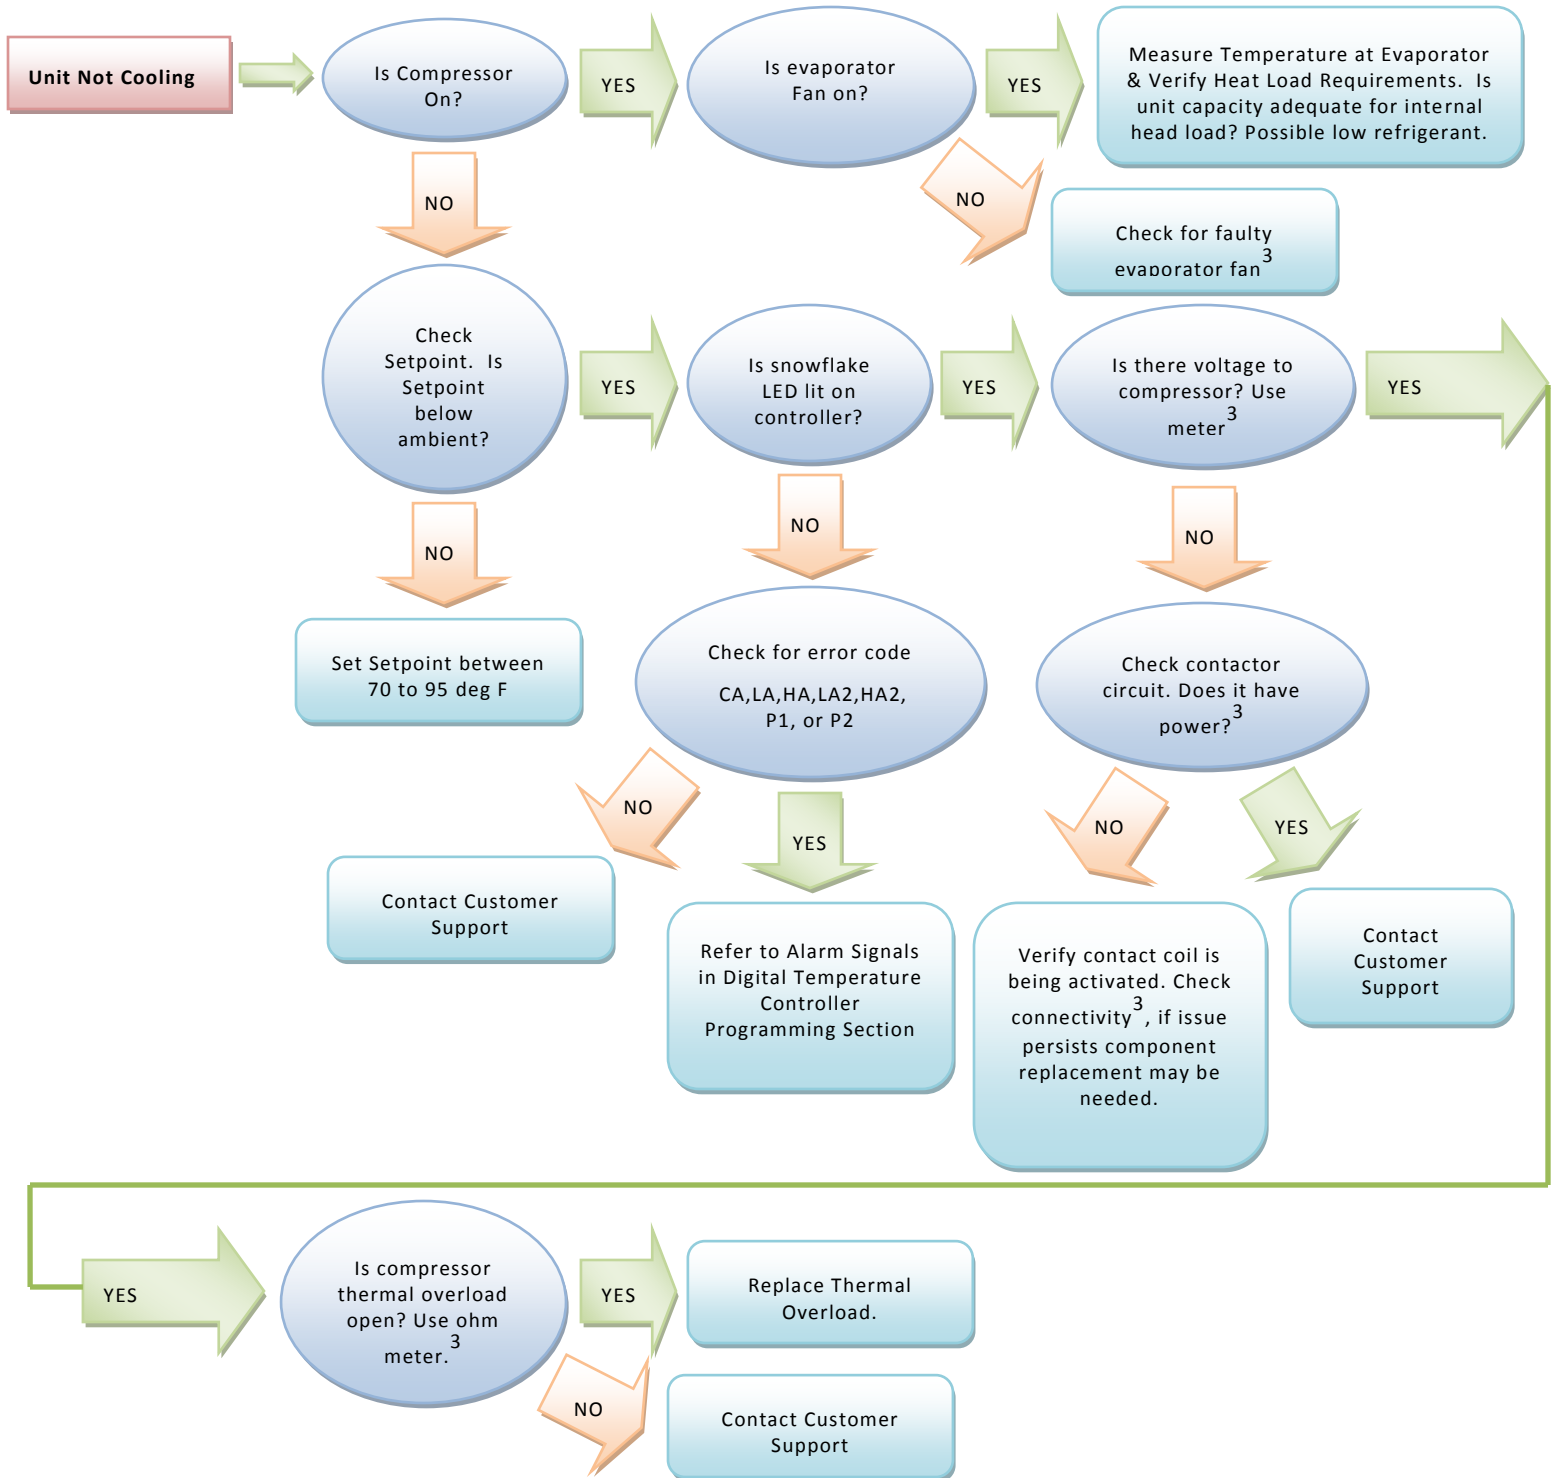 Unit Not Cooling
Is Compressor
On?
YES
Is evaporator
Fan on?
YES
Measure Temperature at Evaporator
& Verify Heat Load Requirements. Is
unit capacity adequate for internal
head load? Possible low refrigerant.
NO
NO
Check for faulty
evaporator fan3
Check
Setpoint. Is
Setpoint
below
ambient?
YES
Is snowflake
LED lit on
controller?
YES
Is there voltage to
compressor? Use
meter3
YES
NO
NO
NO
Set Setpoint between
70 to 95 deg F
Check for error code
CA,LA,HA,LA2,HA2,
P1, or P2
Check contactor
circuit. Does it have
power?3
NO
YES
NO
YES
Contact Customer
Support
Refer to Alarm Signals
in Digital Temperature
Controller
Programming Section
Verify contact coil is
being activated. Check
connectivity3, if issue
persists component
replacement may be
needed.
Contact
Customer
Support
YES
Is compressor
thermal overload
open? Use ohm
meter.3
YES
Replace Thermal
Overload.
NO
Contact Customer
Support